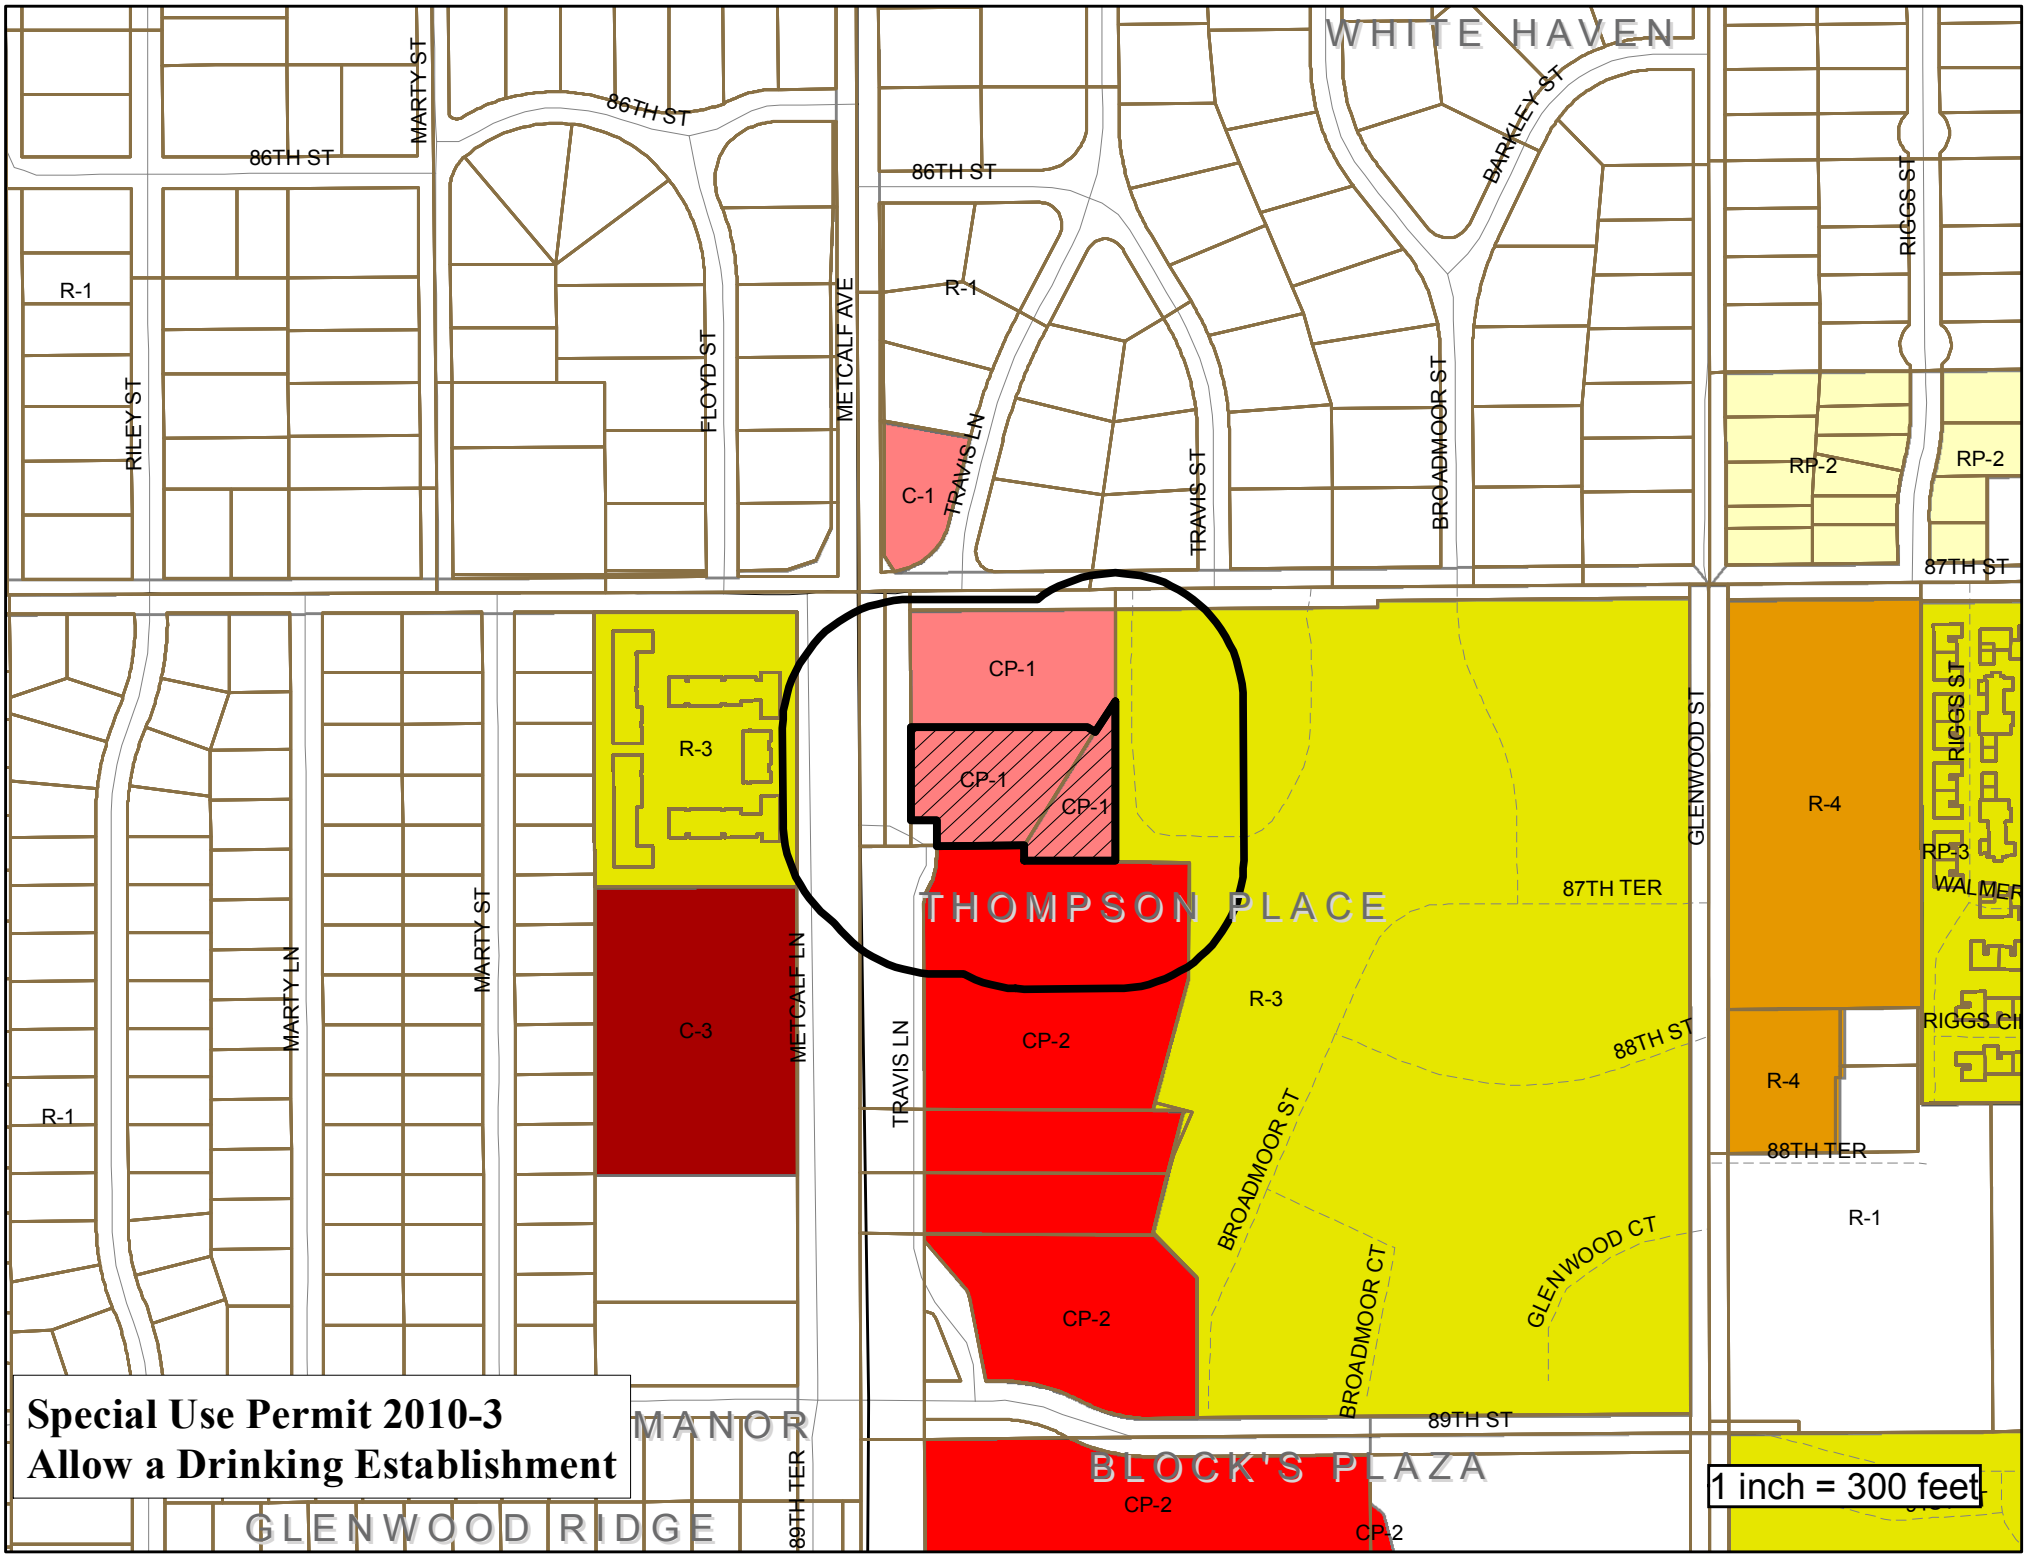 WHITE HAVEN
MARTY ST
86TH ST
86TH ST
86TH ST
BARKLEY ST
RIGGS ST
R-1
R-1
METCALF AVE
FLOYD ST
RILEY ST
BROADMOOR ST
TRAVIS LN
TRAVIS ST
C-1
RP-2
RP-2
87TH ST
CP-1
R-3
CP-1
CP-1
GLENWOOD ST
RIGGS ST
R-4
RP-3
WALMER
87TH TER
THOMPSON PLACE
MARTY ST
MARTY LN
METCALF LN
C-3
R-3
CP-2
TRAVIS LN
88TH ST
RIGGS CI
R-4
R-1
BROADMOOR ST
88TH TER
R-1
GLENWOOD CT
BROADMOOR CT
CP-2
89TH ST
Special Use Permit 2010-3
Allow a Drinking Establishment
MANOR
BLOCK'S PLAZA
89TH TER
CP-2
1 inch = 300 feet
GLENWOOD RIDGE
CP-2